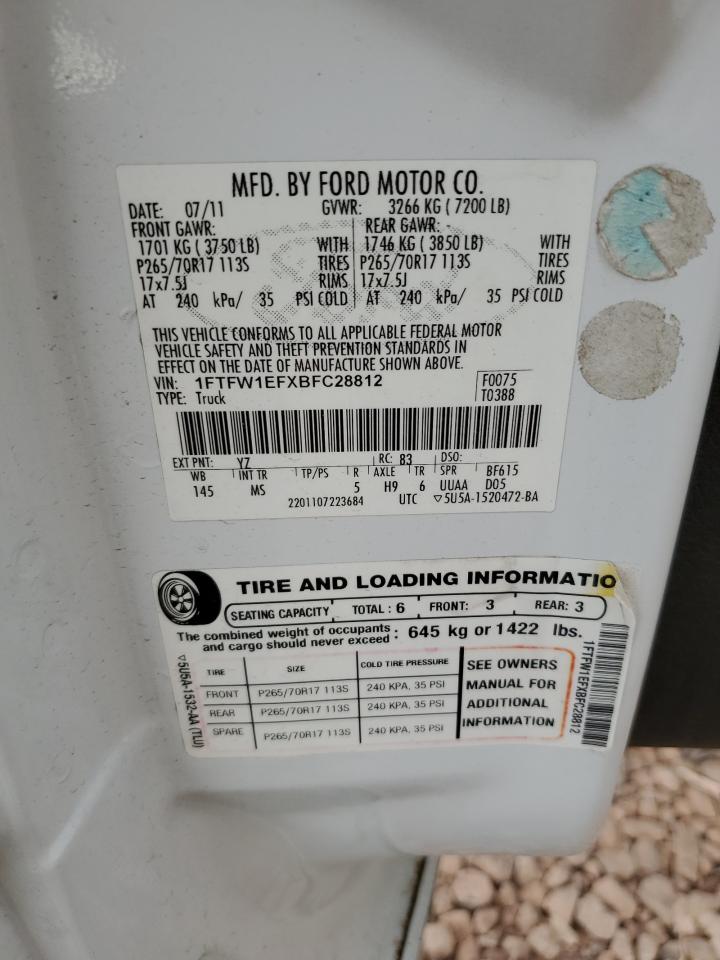 MFD. BY FORD MOTOR CO.
DATE: 07/11 GVWR: 3266 KG ( 7200 LB)
FRONT GAWR: REAR GAWR:
1701 KG ( 3750 LB) WITH 1746 KG ( 3850 LB) WITH
P265/70R17 113S TIRES P265/70R17 113S TIRES
17x7.5J RIMS 17x7.5J RIMS
AT 240 kPa/ 35 PSI COLD AT 240 kPa/ 35 PSI COLD
THIS VEHICLE CONFORMS TO ALL APPLICABLE FEDERAL MOTOR
VEHICLE SAFETY AND THEFT PREVENTION STANDARDS IN
EFFECT ON THE DATE OF MANUFACTURE SHOWN ABOVE.
VIN: 1FTFW1EFXBFC28812 F0075
TYPE: Truck T0388
EXT PNT: YZ RC: 83 DSO:
WB INT TR TP/PS R AXLE TR SPR BF615
145 MS 5 H9 6 UUAA D05
2201107223684 UTC ▽5U5A-1520472-BA
TIRE AND LOADING INFORMATIO
SEATING CAPACITY TOTAL : 6 FRONT: 3 REAR: 3
The combined weight of occupants : 645 kg or 1422 lbs.
and cargo should never exceed
TIRE SIZE COLD TIRE PRESSURE
FRONT P265/70R17 113S 240 KPA, 35 PSI
REAR P265/70R17 113S 240 KPA, 35 PSI
SPARE P265/70R17 113S 240 KPA, 35 PSI
SEE OWNERS
MANUAL FOR
ADDITIONAL
INFORMATION
▽5U5A-1532-AA (TLU)
1FTFW1EFXBFC28812